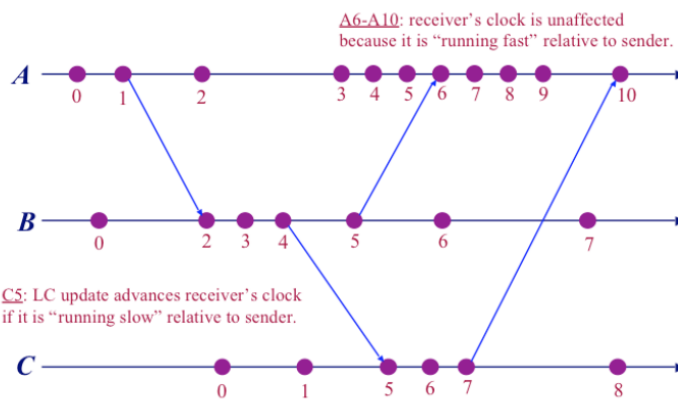 A6-A10: receiver's clock is unaffected
because it is “running fast” relative to sender.
A
0 1 2 3 4 5 6 7 8 9 10
B
0 2 3 4 5 6 7
C5: LC update advances receiver's clock
if it is “running slow” relative to sender.
C
0 1 5 6 7 8